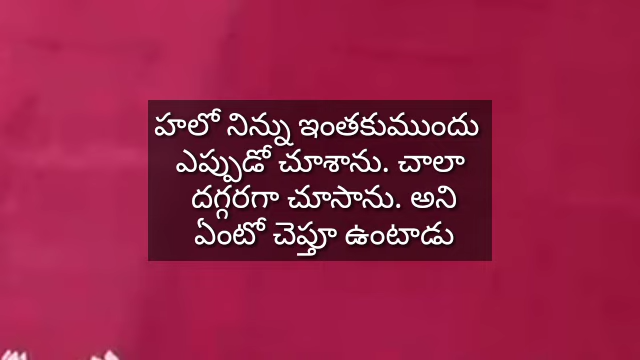 హలో నిన్ను ఇంతకుముందు
ఎప్పుడో చూశాను. చాలా
దగ్గరగా చూసాను. అని
ఏంటో చెప్తూ ఉంటాడు